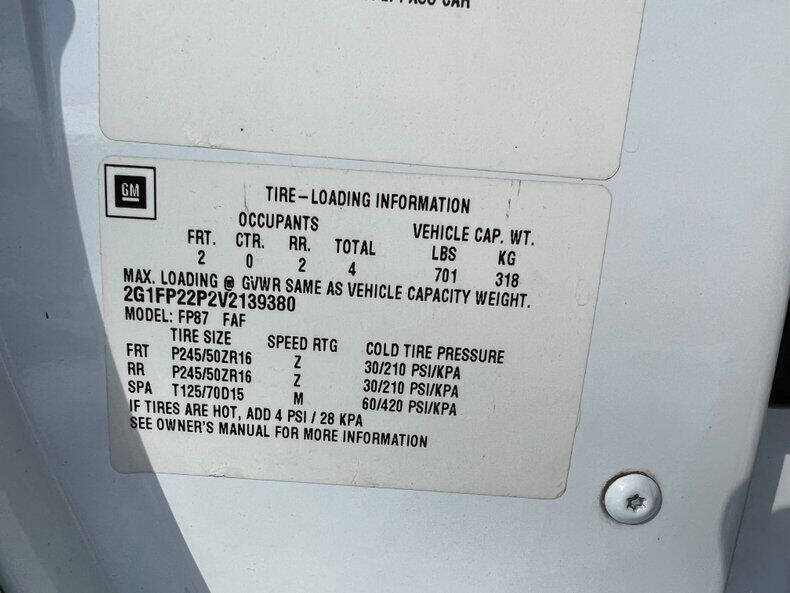 CAR
GM
TIRE-LOADING INFORMATION
OCCUPANTS VEHICLE CAP. WT.
FRT. CTR. RR. TOTAL LBS KG
2 0 2 4 701 318
MAX. LOADING @ GVWR SAME AS VEHICLE CAPACITY WEIGHT.
2G1FP22P2V2139380
MODEL: FP87 FAF
TIRE SIZE SPEED RTG COLD TIRE PRESSURE
FRT P245/50ZR16 Z 30/210 PSI/KPA
RR P245/50ZR16 Z 30/210 PSI/KPA
SPA T125/70D15 M 60/420 PSI/KPA
IF TIRES ARE HOT, ADD 4 PSI / 28 KPA
SEE OWNER'S MANUAL FOR MORE INFORMATION